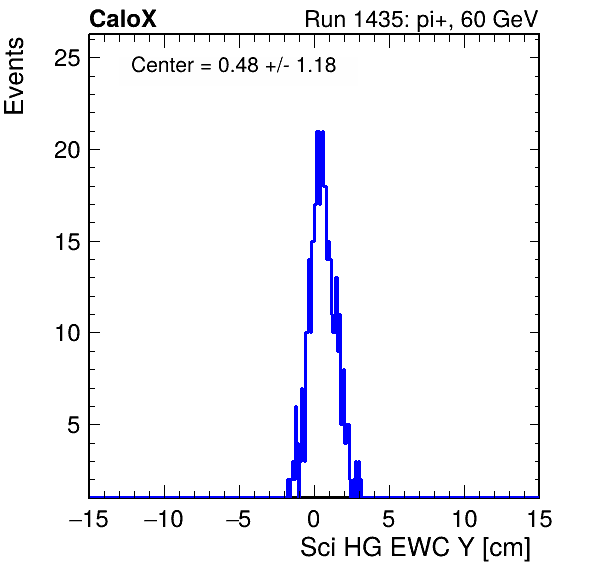 CaloX Run 1435: pi+, 60 GeV
Events
Center = 0.48 +/- 1.18
25
20
15
10
5
−15 −10 −5 0 5 10 15
Sci HG EWC Y [cm]